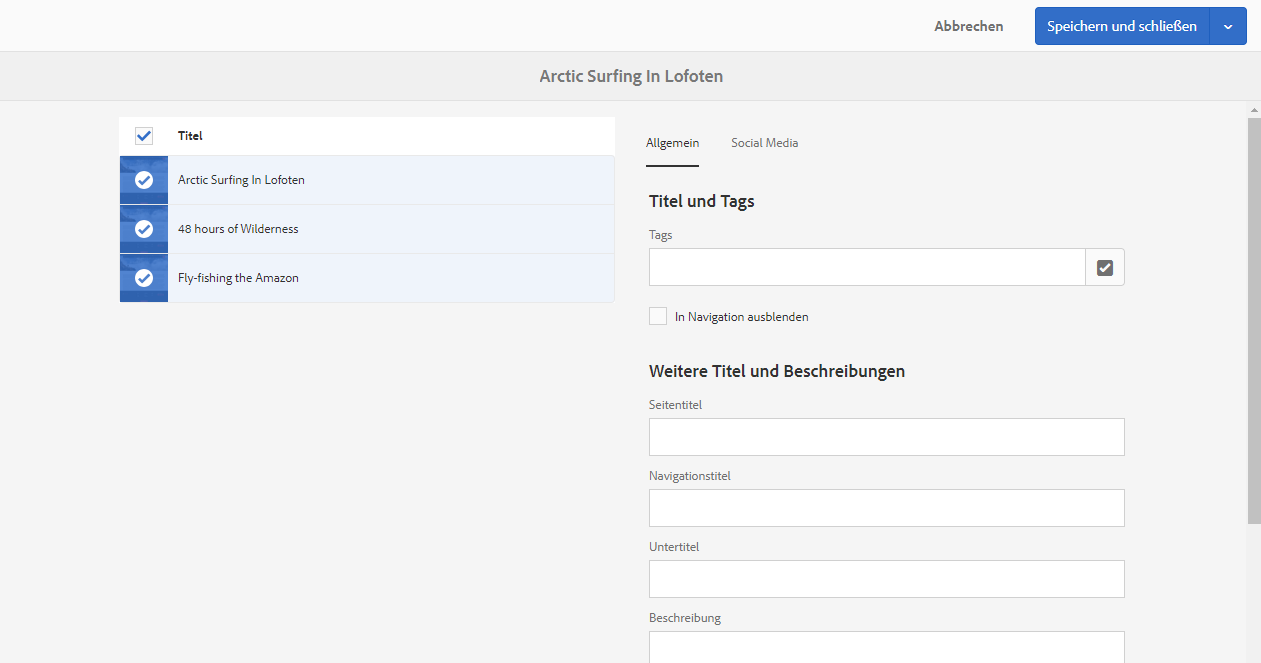 Abbrechen
Speichern und schließen
Arctic Surfing In Lofoten
Titel
Arctic Surfing In Lofoten
48 hours of Wilderness
Fly-fishing the Amazon
Allgemein Social Media
Titel und Tags
Tags
In Navigation ausblenden
Weitere Titel und Beschreibungen
Seitentitel
Navigationstitel
Untertitel
Beschreibung